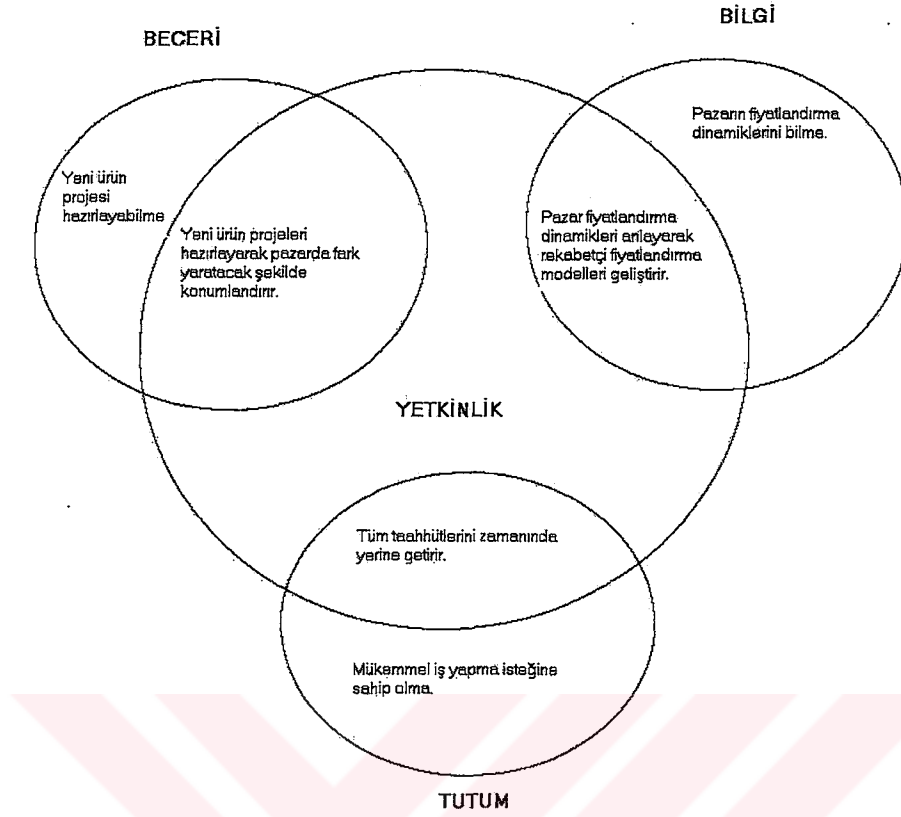 BİLGİ
BECERİ
Pazarın fiyatlandırma
dinamiklerini bilme.
Yeni ürün
projesi
hazırlayabilme
Yeni ürün projeleri
hazırlayarak pazarda fark
yaratacak şekilde
konumlandırır.
Pazar fiyatlandırma
dinamikleri anlayarak
rekabetçi fiyatlandırma
modelleri geliştirir.
YETKİNLİK
Tüm taahhütlerini zamanında
yerine getirir.
Mükemmel iş yapma isteğine
sahip olma.
TUTUM